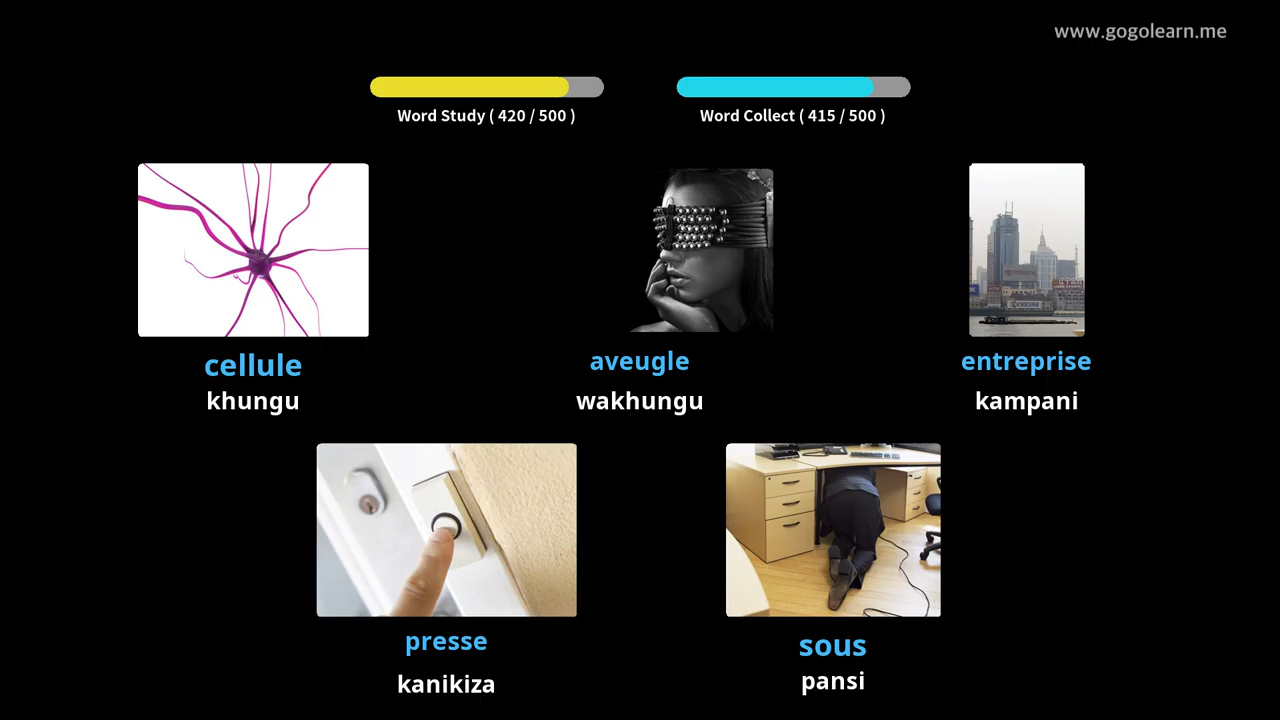 www.gogolearn.me
Word Study ( 420 / 500 )
Word Collect ( 415 / 500 )
TOYOTA
cellule
khungu
aveugle
wakhungu
entreprise
kampani
presse
kanikiza
sous
pansi